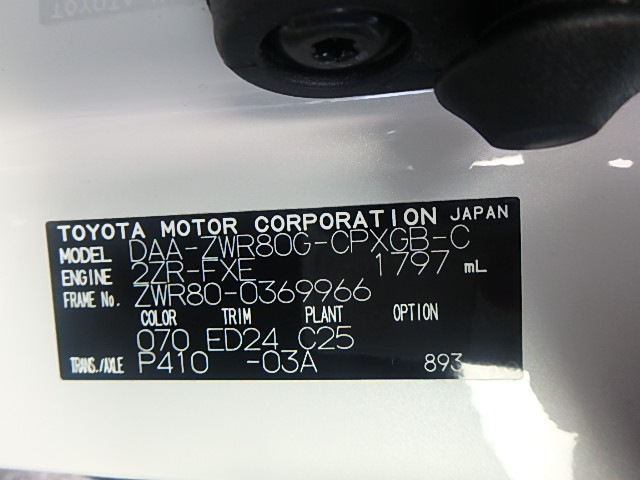 TOYOTA MOTOR CORPORATION JAPAN
MODEL DAA-ZWR80G-CPXGB-C
ENGINE 2ZR-FXE 1797 mL
FRAME No. ZWR80-0369966
COLOR TRIM PLANT OPTION
070 ED24 C25
TRANS./AXLE P410 -03A 893